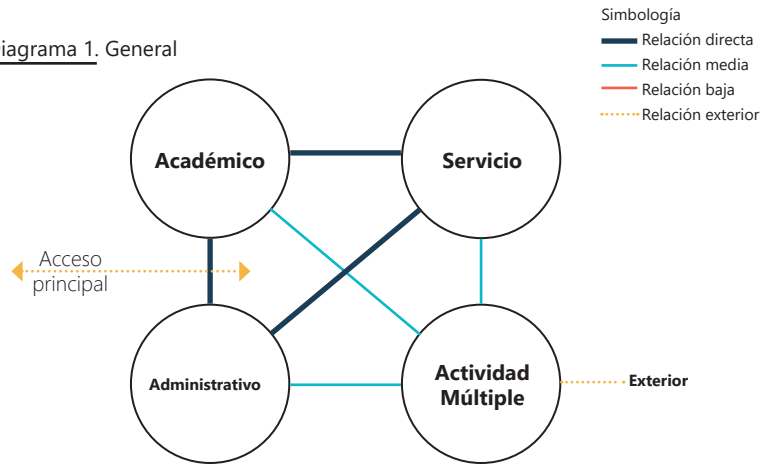 Simbología
Relación directa
Relación media
Relación baja
Relación exterior
iagrama 1. General
Académico
Servicio
Acceso
principal
Administrativo
Actividad
Múltiple
Exterior